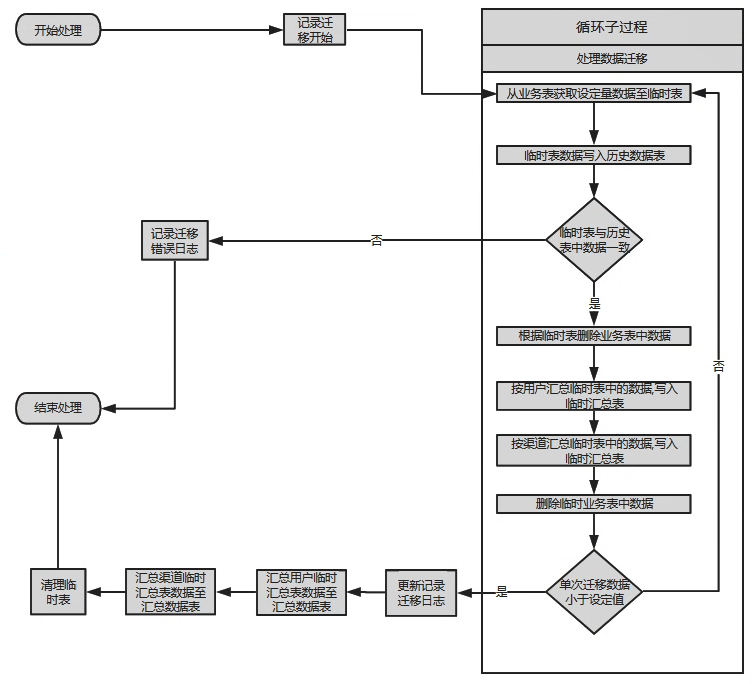 开始处理
记录迁
移开始
循环子过程
处理数据迁移
从业务表获取设定量数据至临时表
临时表数据写入历史数据表
临时表与历史
表中数据一致
否
记录迁移
错误日志
是
根据临时表删除业务表中数据
否
按用户汇总临时表中的数据,写入
临时汇总表
结束处理
按渠道汇总临时表中的数据,写入
临时汇总表
删除临时业务表中数据
单次迁移数据
小于设定值
是
更新记录
迁移日志
汇总用户临时
汇总表数据至
汇总数据表
汇总渠道临时
汇总表数据至
汇总数据表
清理临
时表